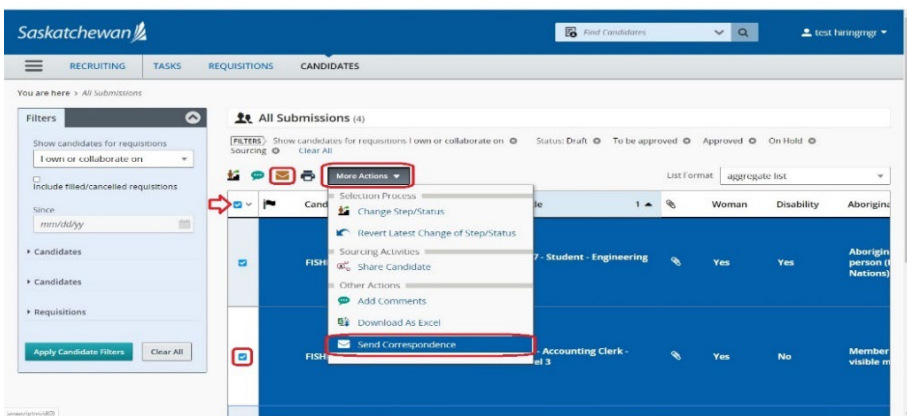 Saskatchewan
Find Candidates
test hiringmgr
RECRUITING TASKS REQUISITIONS CANDIDATES
You are here > All Submissions
Filters
Show candidates for requisitions
I own or collaborate on
Include filled/cancelled requisitions
Since
mm/dd/yy
Candidates
Candidates
Requisitions
Apply Candidate Filters Clear All
All Submissions (4)
FILTERS Show candidates for requisitions I own or collaborate on Status: Draft To be approved Approved On Hold
Sourcing Clear All
More Actions List Format aggregate list
Cand le 1 Woman Disability Aborigina
Selection Process
Change Step/Status
Revert Latest Change of Step/Status
Sourcing Activities
Share Candidate
Other Actions
Add Comments
Download As Excel
Send Correspondence
FISH 7 - Student - Engineering Yes Yes Aborigin
person (
Nations)
FISH - Accounting Clerk -
el 3 Yes No Member
visible m